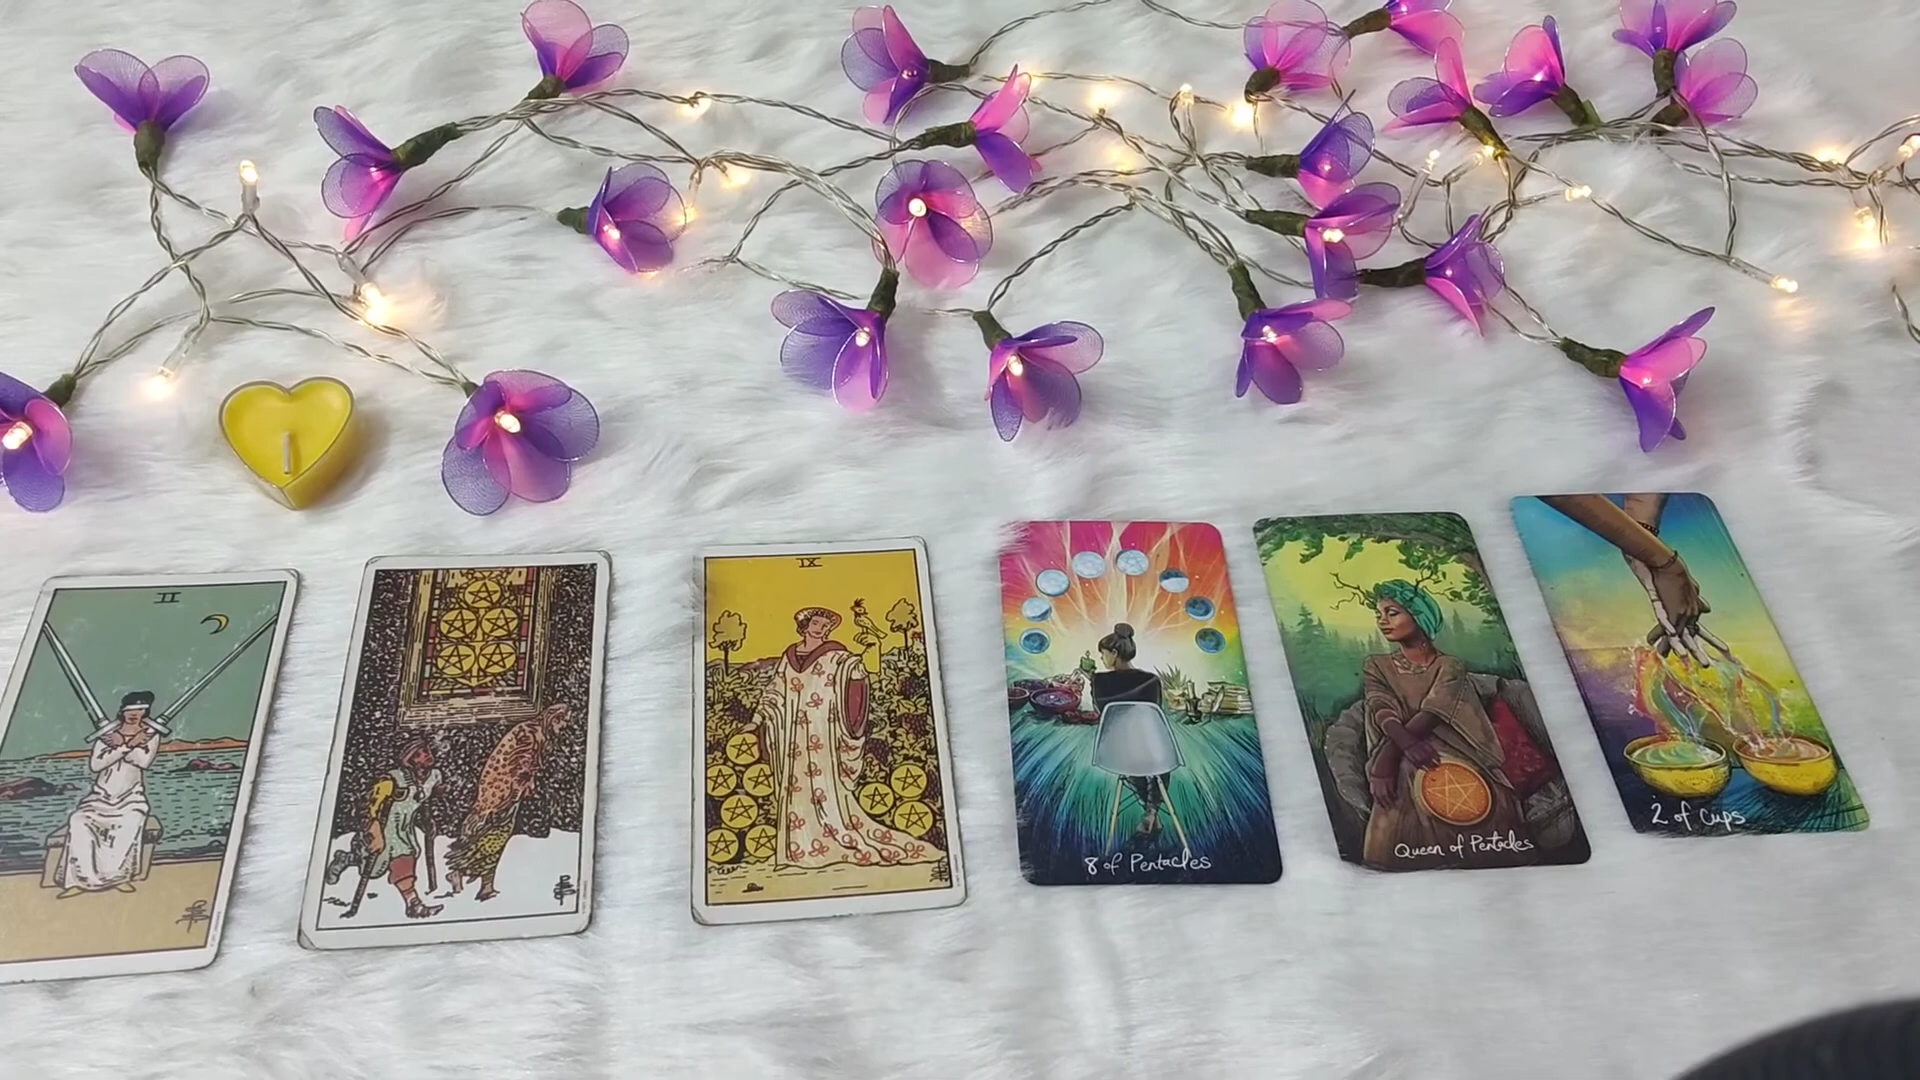 II
IX
8 of Pentacles
Queen of Pentacles
2 of Cups